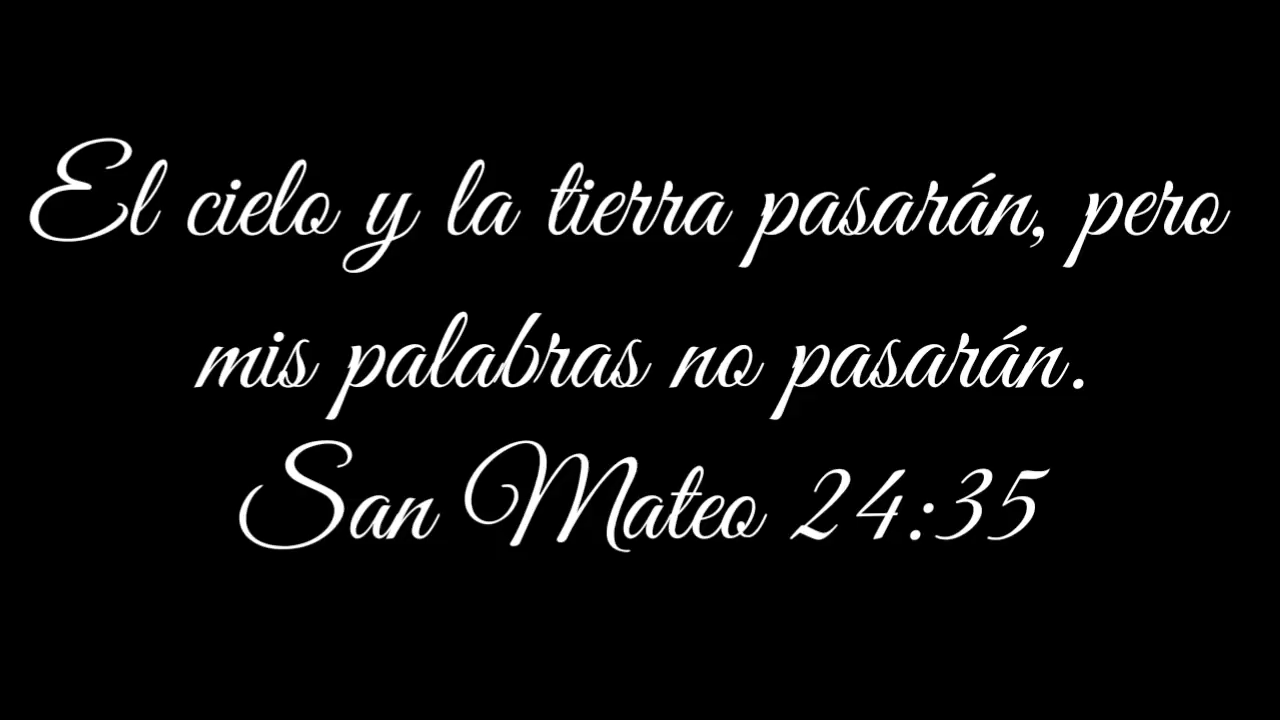 El cielo y la tierra pasarán, pero
mis palabras no pasarán.
San Mateo 24:35